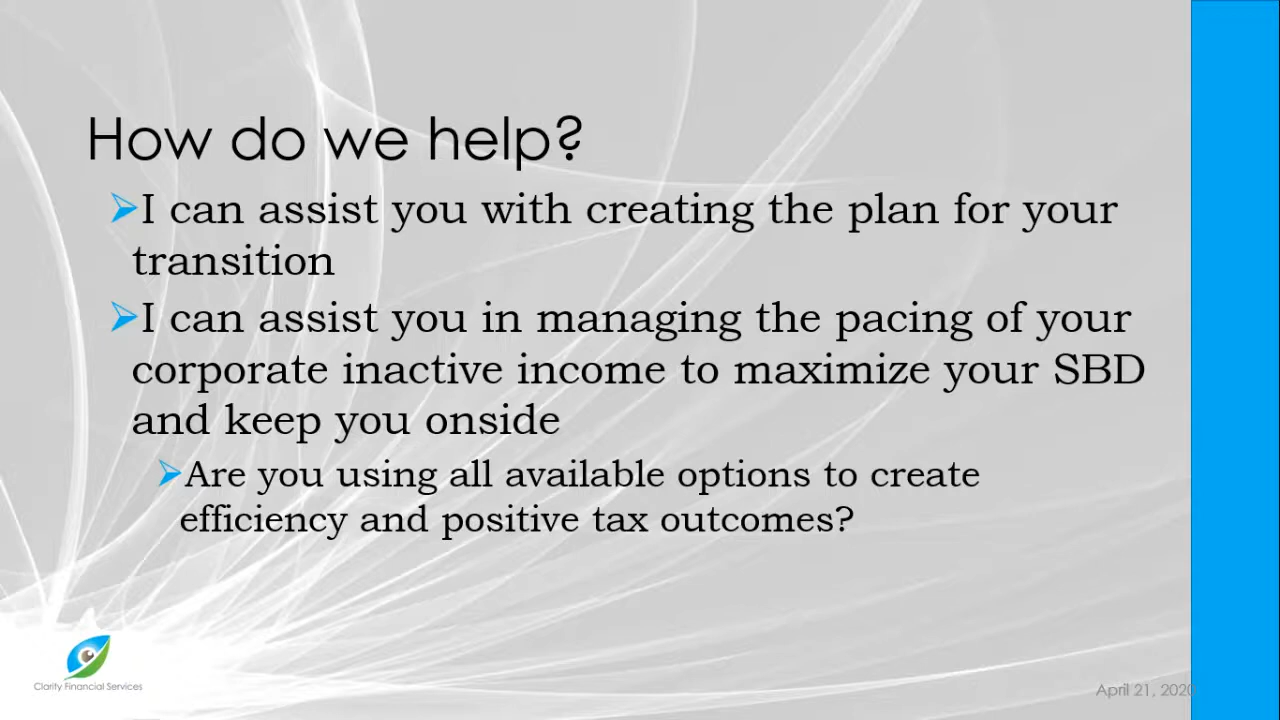 How do we help?
I can assist you with creating the plan for your
transition
I can assist you in managing the pacing of your
corporate inactive income to maximize your SBD
and keep you onside
Are you using all available options to create
efficiency and positive tax outcomes?
Clarity Financial Services
April 21, 2020